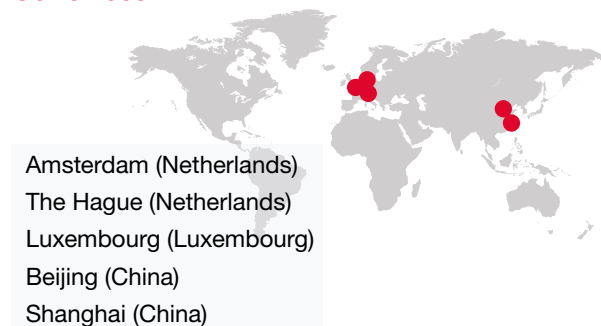 Amsterdam (Netherlands)
The Hague (Netherlands)
Luxembourg (Luxembourg)
Beijing (China)
Shanghai (China)